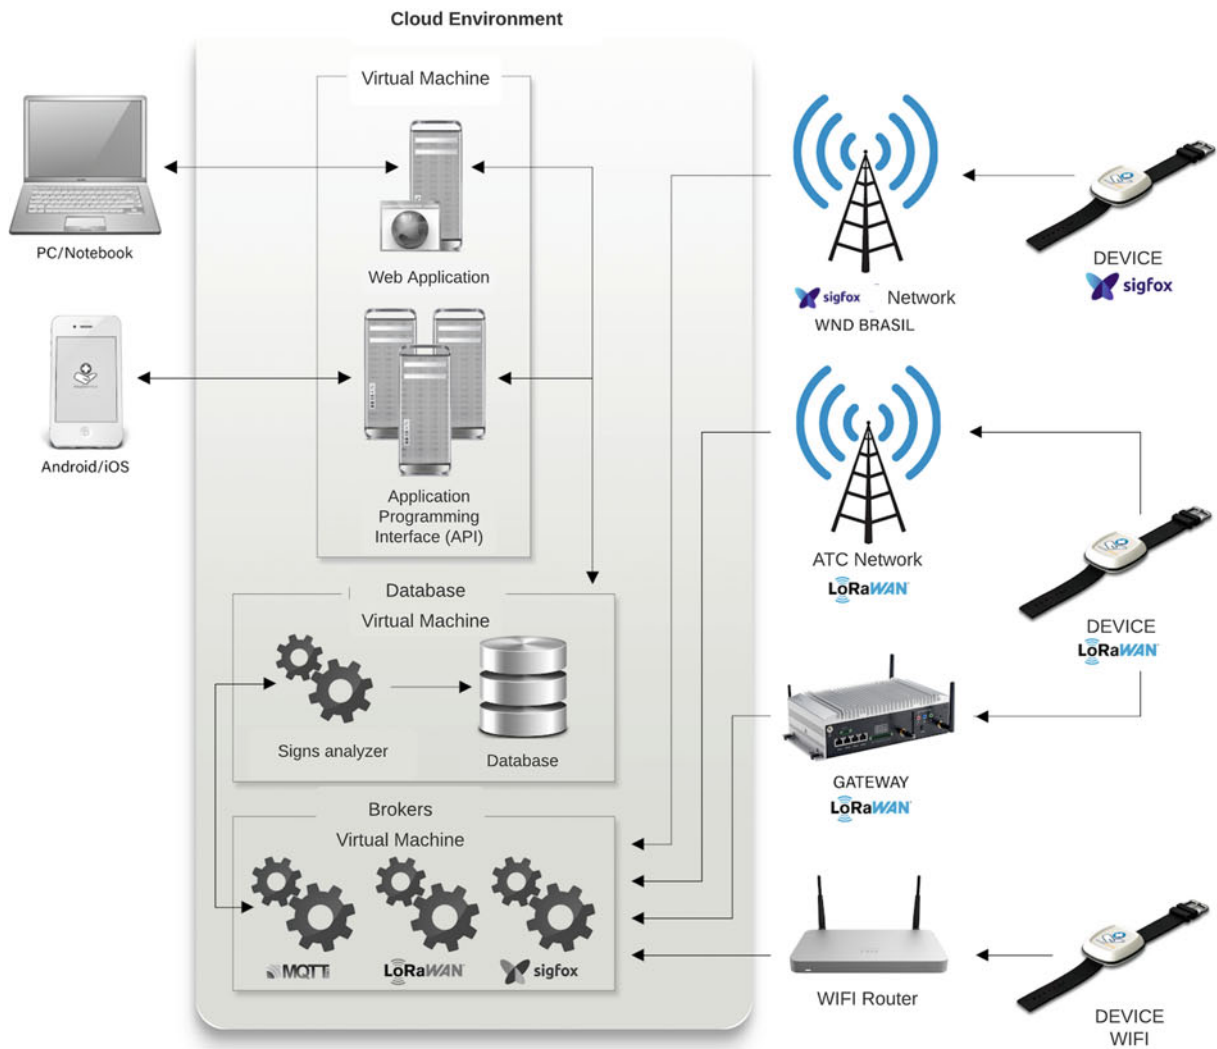 Cloud Environment
Virtual Machine
PC/Notebook
Web Application
Android/iOS
Application
Programming
Interface (API)
Database
Virtual Machine
Signs analyzer
Database
Brokers
Virtual Machine
MQTT
LoRaWAN
sigfox
sigfox Network
WND BRASIL
DEVICE
sigfox
ATC Network
LoRaWAN
DEVICE
LoRaWAN
GATEWAY
LoRaWAN
WIFI Router
DEVICE
WIFI